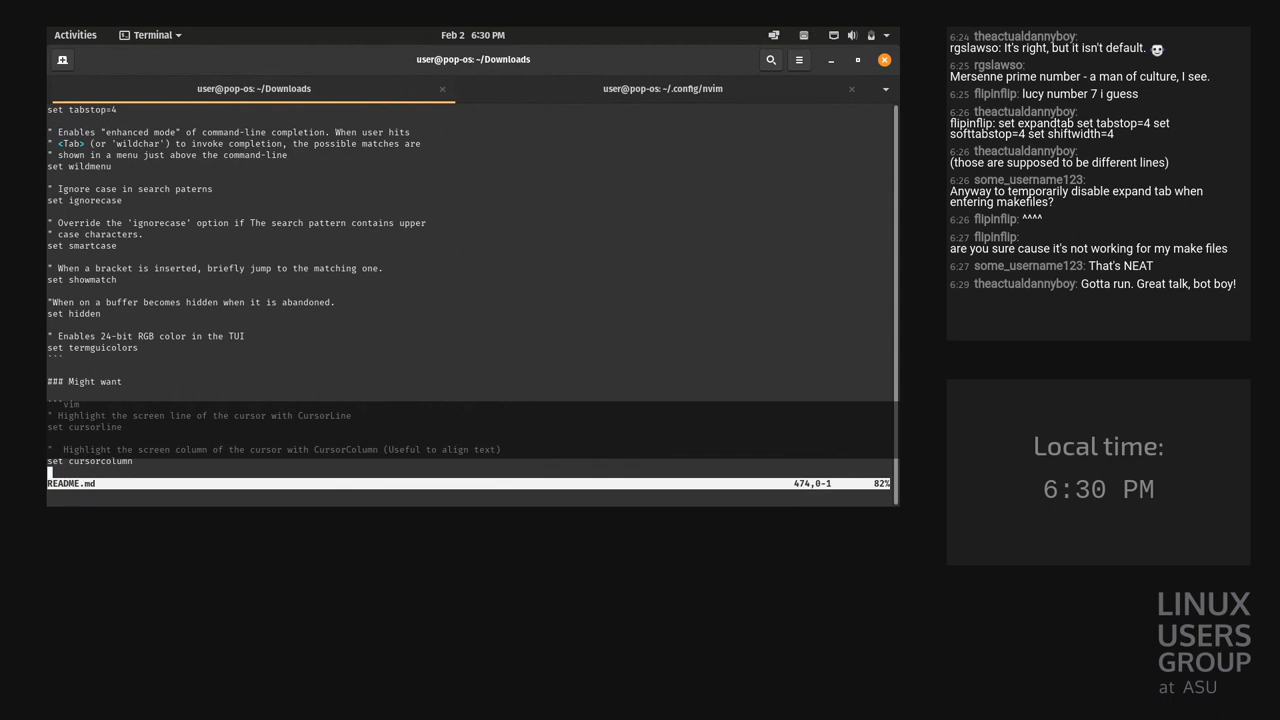 Activities
Terminal
Feb 2 6:30 PM
user@pop-os: ~/Downloads
user@pop-os: ~/Downloads
user@pop-os: ~/.config/nvim
set tabstop=4
" Enables "enhanced mode" of command-line completion. When user hits
" <Tab> (or 'wildchar') to invoke completion, the possible matches are
" shown in a menu just above the command-line
set wildmenu
" Ignore case in search paterns
set ignorecase
" Override the 'ignorecase' option if The search pattern contains upper
" case characters.
set smartcase
" When a bracket is inserted, briefly jump to the matching one.
set showmatch
"When on a buffer becomes hidden when it is abandoned.
set hidden
" Enables 24-bit RGB color in the TUI
set termguicolors
```
### Might want
```vim
" Highlight the screen line of the cursor with CursorLine
set cursorline
"  Highlight the screen column of the cursor with CursorColumn (Useful to align text)
set cursorcolumn
README.md 474,0-1 82%
6:24 theactualdannyboy:
rgslawso: It's right, but it isn't default.
6:25 rgslawso:
Mersenne prime number - a man of culture, I see.
6:25 flipinflip: lucy number 7 i guess
6:26 theactualdannyboy:
flipinflip: set expandtab set tabstop=4 set
softtabstop=4 set shiftwidth=4
6:26 theactualdannyboy:
(those are supposed to be different lines)
6:26 some_username123:
Anyway to temporarily disable expand tab when
entering makefiles?
6:26 flipinflip: ^^^^
6:27 flipinflip:
are you sure cause it's not working for my make files
6:27 some_username123: That's NEAT
6:29 theactualdannyboy: Gotta run. Great talk, bot boy!
Local time:
6:30 PM
LINUX
USERS
GROUP
at ASU